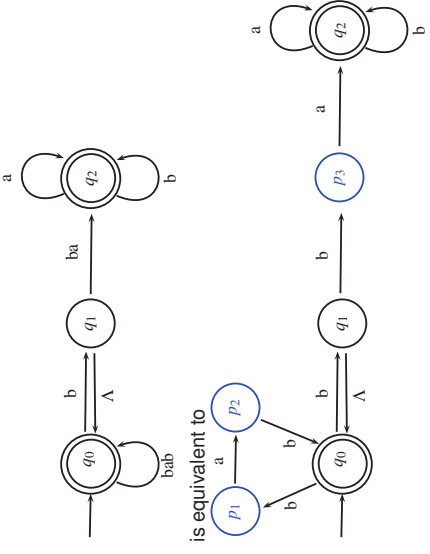 a
b ba
q0 q1 q2
Λ
bab b
is equivalent to
a
p1 p2
a
b b
b b a
q0 q1 p3 q2
Λ
b